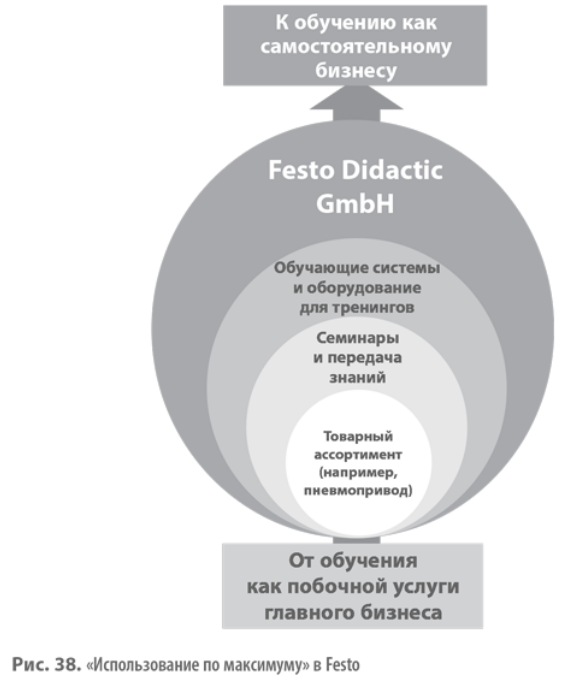 К обучению как
самостоятельному
бизнесу
Festo Didactic
GmbH
Обучающие системы
и оборудование
для тренингов
Семинары
и передача
знаний
Товарный
ассортимент
(например,
пневмопривод)
От обучения
как побочной услуги
главного бизнеса
Рис. 38. «Использование по максимуму» в Festo